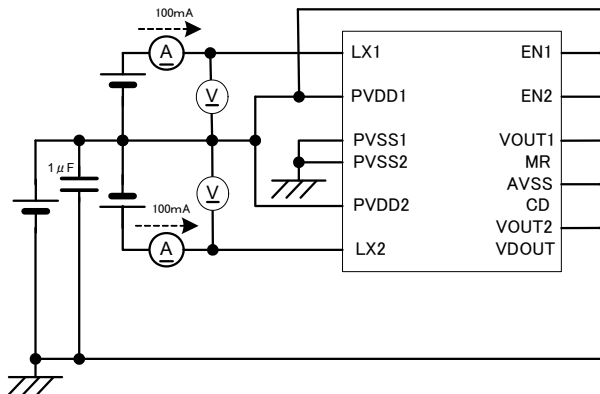 100mA
A
LX1
EN1
V
PVDD1
EN2
PVSS1
VOUT1
1μF
PVSS2
MR
V
AVSS
PVDD2
CD
100mA
VOUT2
A
LX2
VDOUT